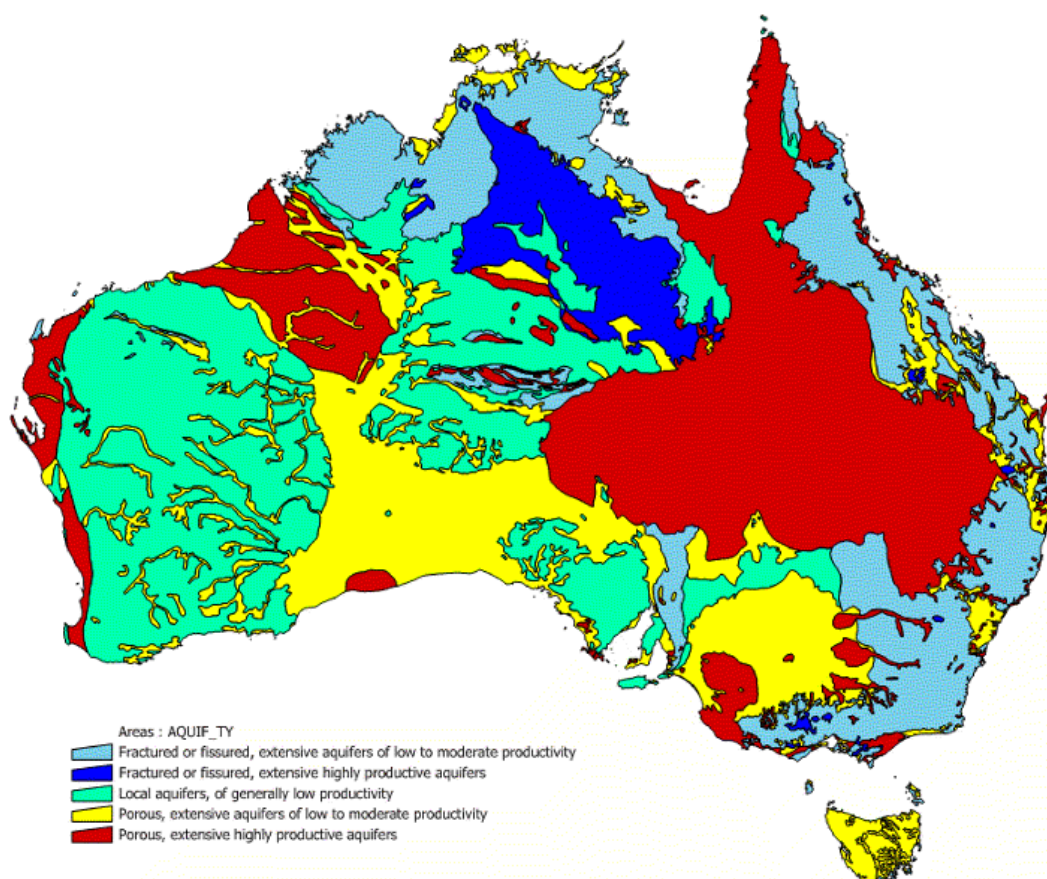 Areas : AQUIF_TY
Fractured or fissured, extensive aquifers of low to moderate productivity
Fractured or fissured, extensive highly productive aquifers
Local aquifers, of generally low productivity
Porous, extensive aquifers of low to moderate productivity
Porous, extensive highly productive aquifers